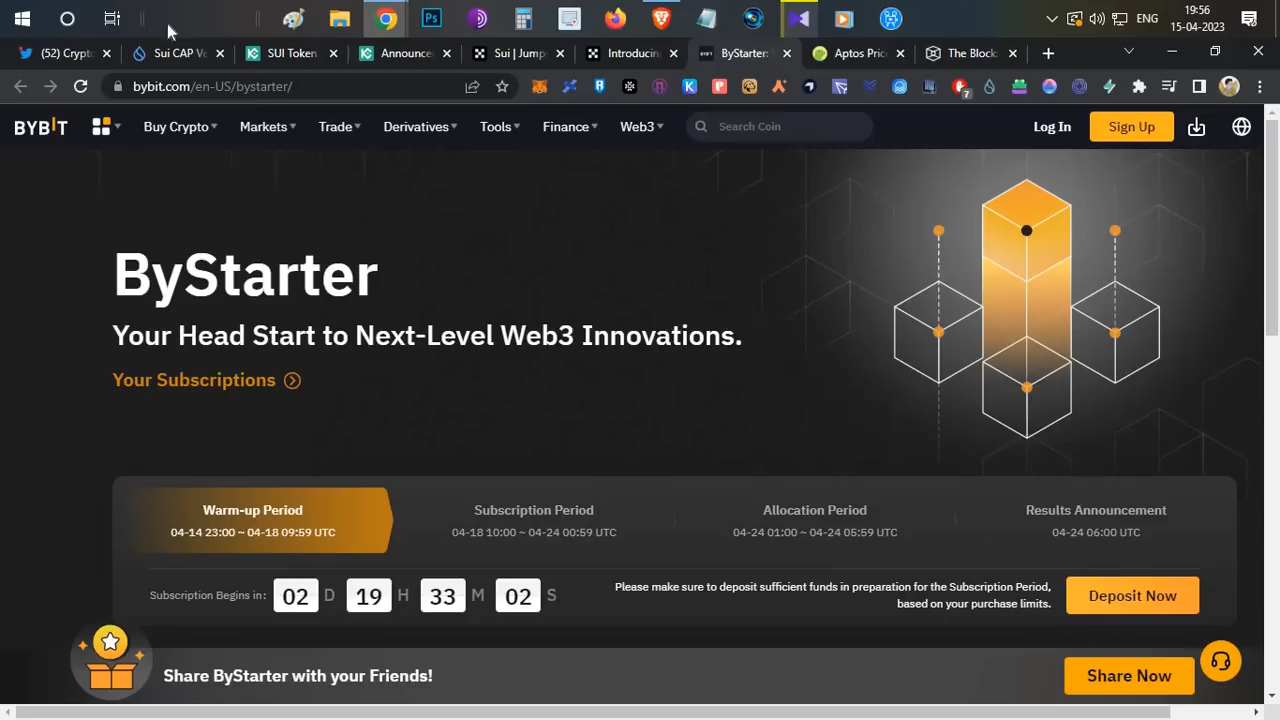 19:56
ENG
15-04-2023
Ps
(52) Crypto
Sui CAP Vo
SUI Token
Announce
Sui | Jump
Introducing
ByStarter:
Aptos Price
The Block
bybit.com/en-US/bystarter/
7
BYBIT
Buy Crypto
Markets
Trade
Derivatives
Tools
Finance
Web3
Search Coin
Log In
Sign Up
ByStarter
Your Head Start to Next-Level Web3 Innovations.
Your Subscriptions
Warm-up Period
04-14 23:00 ~ 04-18 09:59 UTC
Subscription Period
04-18 10:00 ~ 04-24 00:59 UTC
Allocation Period
04-24 01:00 ~ 04-24 05:59 UTC
Results Announcement
04-24 06:00 UTC
Subscription Begins in: 02 D 19 H 33 M 02 S
Please make sure to deposit sufficient funds in preparation for the Subscription Period,
based on your purchase limits.
Deposit Now
Share ByStarter with your Friends!
Share Now